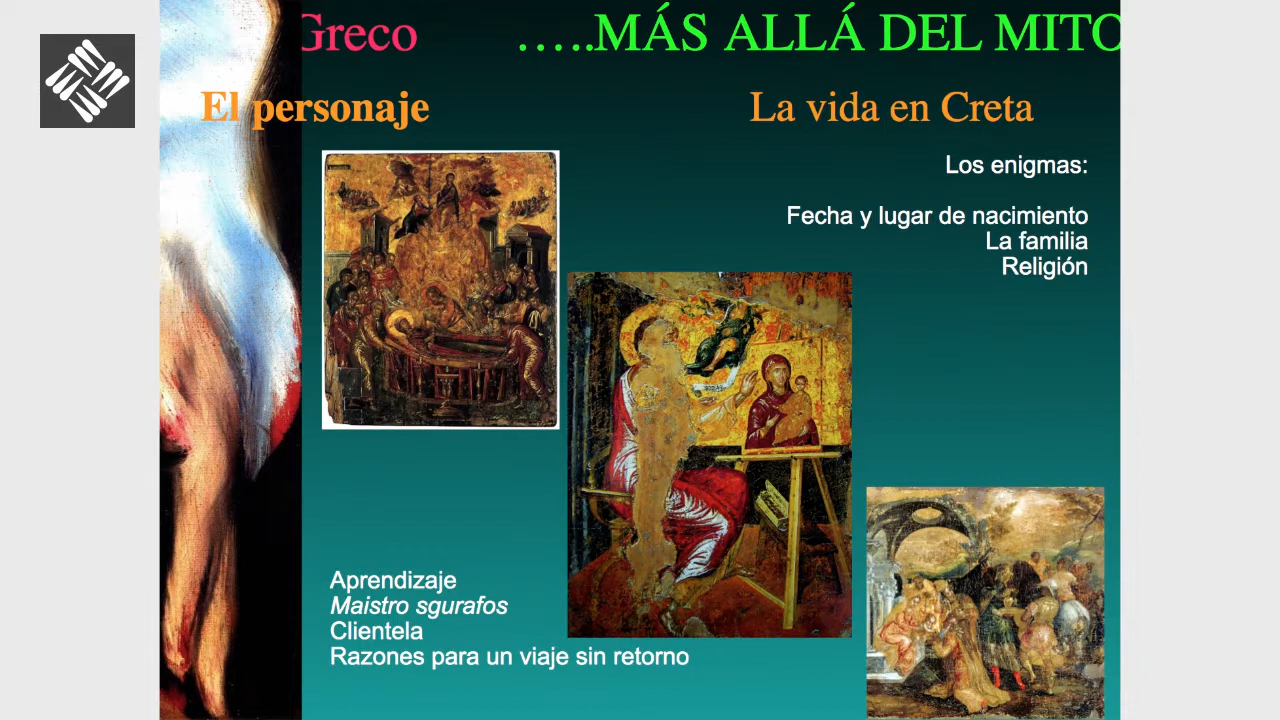 Greco …..MÁS ALLÁ DEL MITO
El personaje La vida en Creta
Los enigmas:
Fecha y lugar de nacimiento
La familia
Religión
Aprendizaje
Maistro sgurafos
Clientela
Razones para un viaje sin retorno